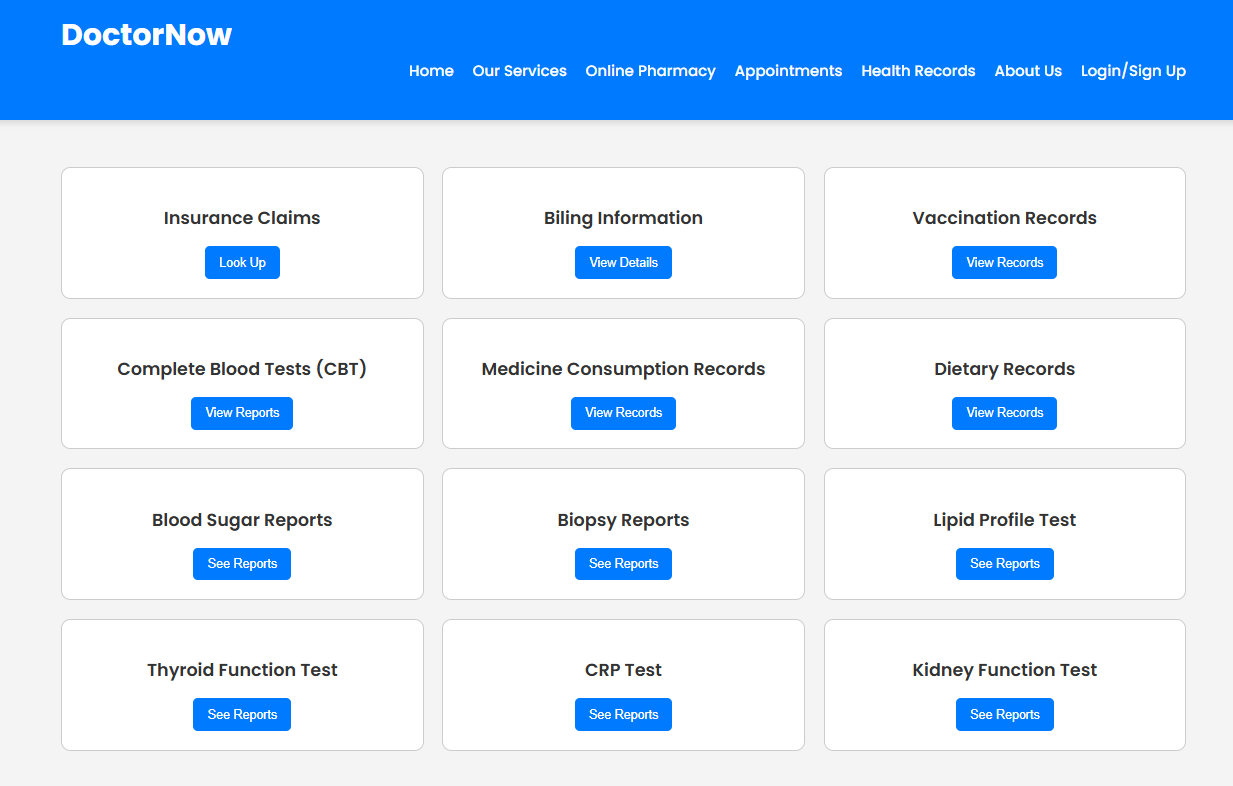 DoctorNow
Home Our Services Online Pharmacy Appointments Health Records About Us Login/Sign Up
Insurance Claims
Look Up
Biling Information
View Details
Vaccination Records
View Records
Complete Blood Tests (CBT)
View Reports
Medicine Consumption Records
View Records
Dietary Records
View Records
Blood Sugar Reports
See Reports
Biopsy Reports
See Reports
Lipid Profile Test
See Reports
Thyroid Function Test
See Reports
CRP Test
See Reports
Kidney Function Test
See Reports